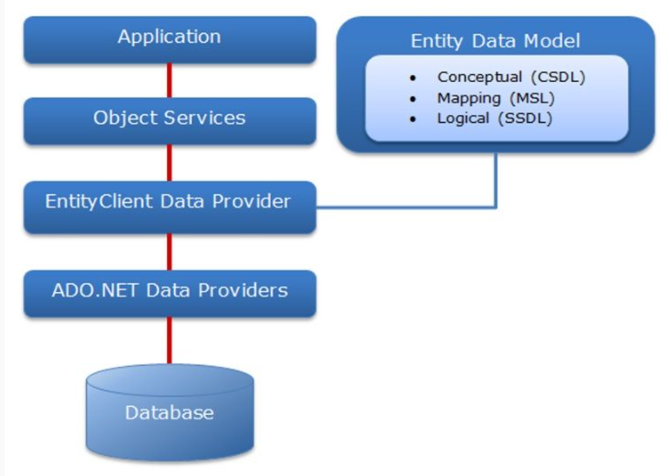 Application
Object Services
EntityClient Data Provider
ADO.NET Data Providers
Database
Entity Data Model
• Conceptual (CSDL)
• Mapping (MSL)
• Logical (SSDL)